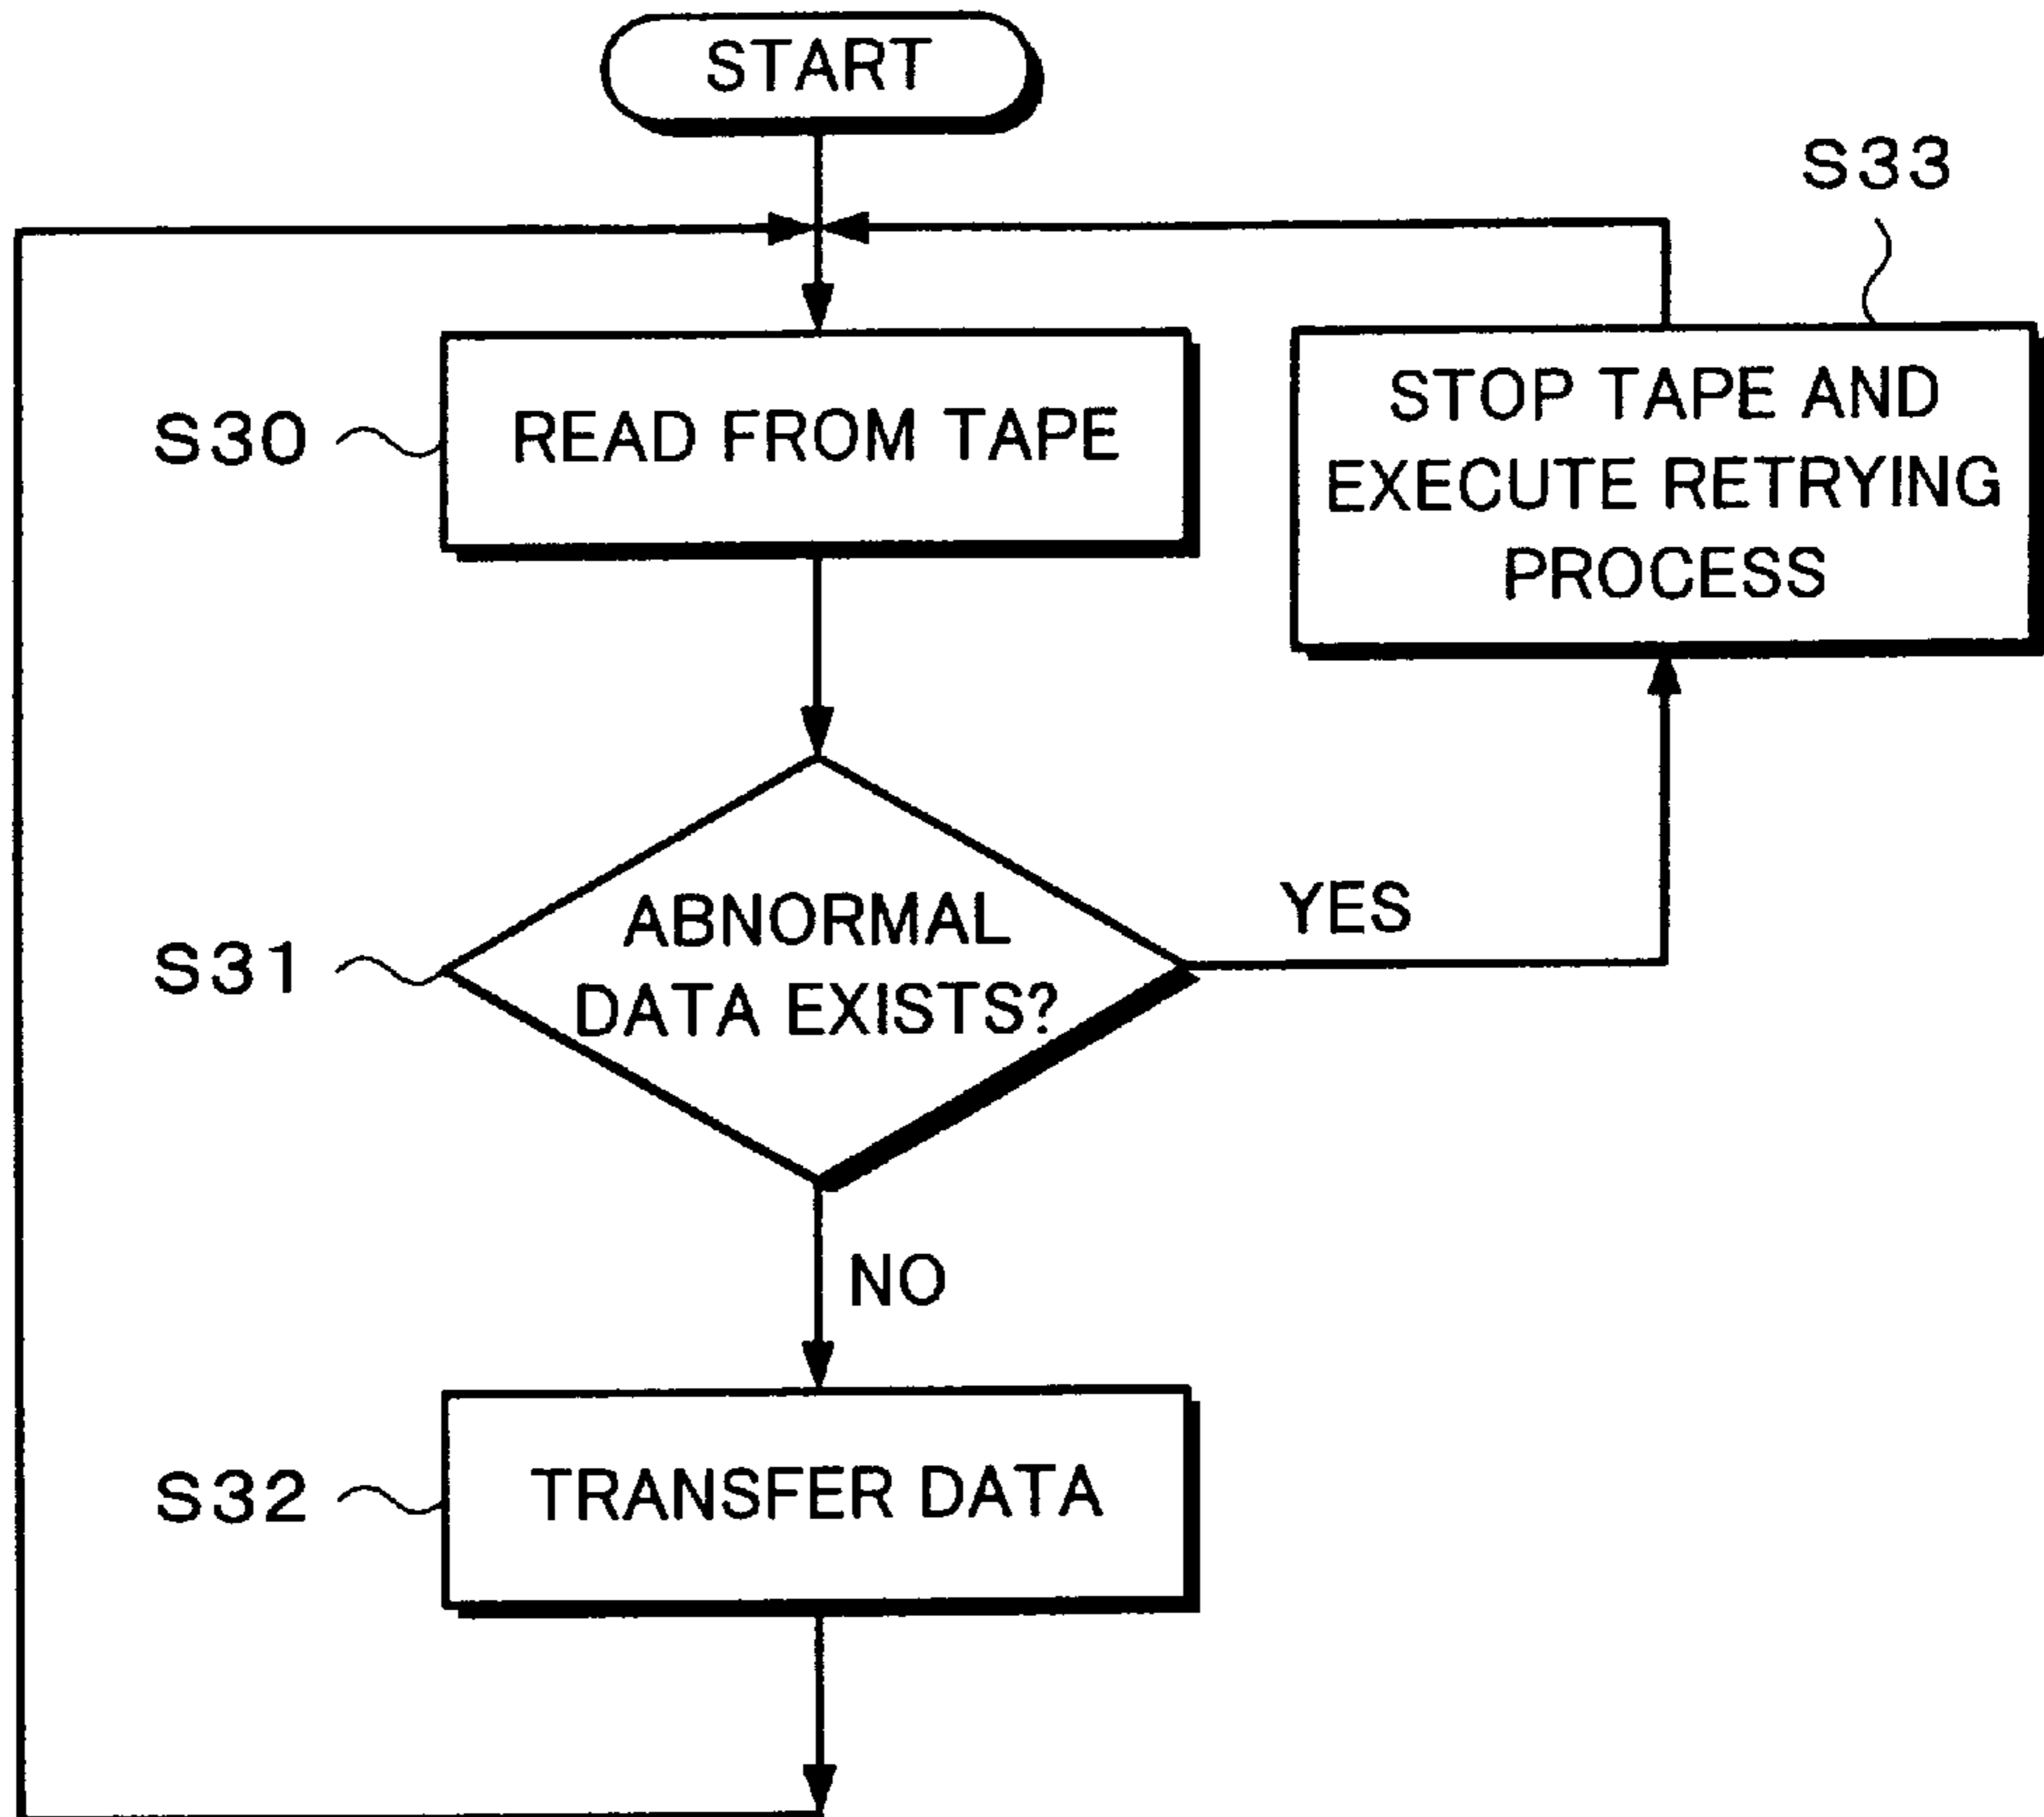 START
S33
S30
READ FROM TAPE
STOP TAPE AND
EXECUTE RETRYING
PROCESS
S31
ABNORMAL
DATA EXISTS?
YES
NO
S32
TRANSFER DATA